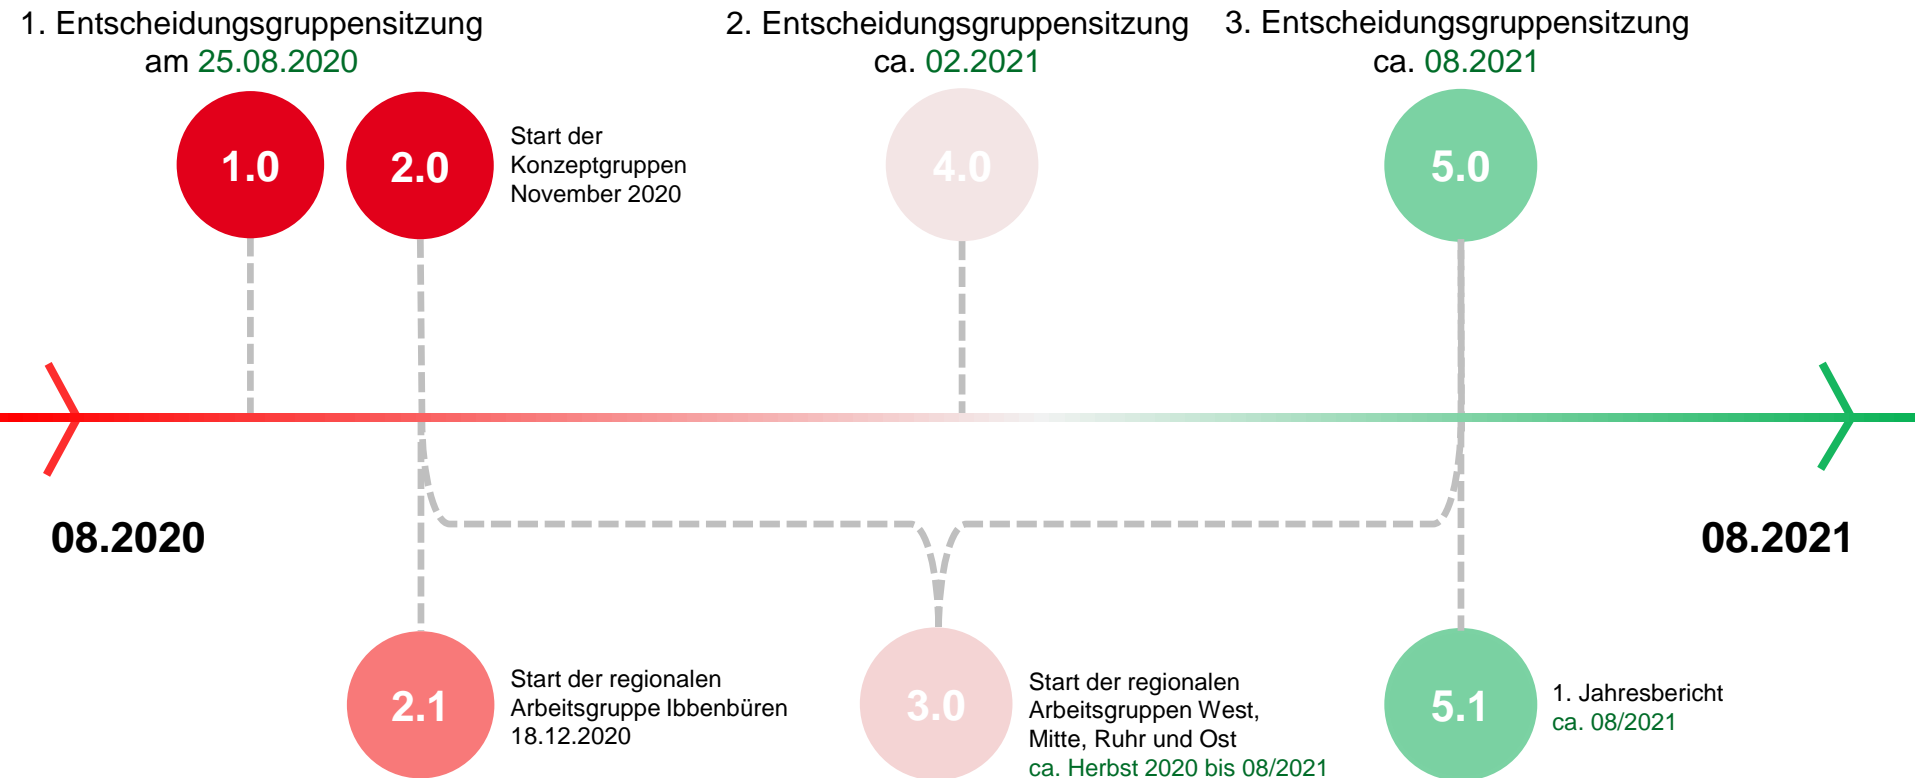 1. Entscheidungsgruppensitzung
am 25.08.2020
2. Entscheidungsgruppensitzung
ca. 02.2021
3. Entscheidungsgruppensitzung
ca. 08.2021
1.0
2.0
Start der
Konzeptgruppen
November 2020
4.0
5.0
08.2020
08.2021
2.1
Start der regionalen
Arbeitsgruppe Ibbenbüren
18.12.2020
3.0
Start der regionalen
Arbeitsgruppen West,
Mitte, Ruhr und Ost
ca. Herbst 2020 bis 08/2021
5.1
1. Jahresbericht
ca. 08/2021